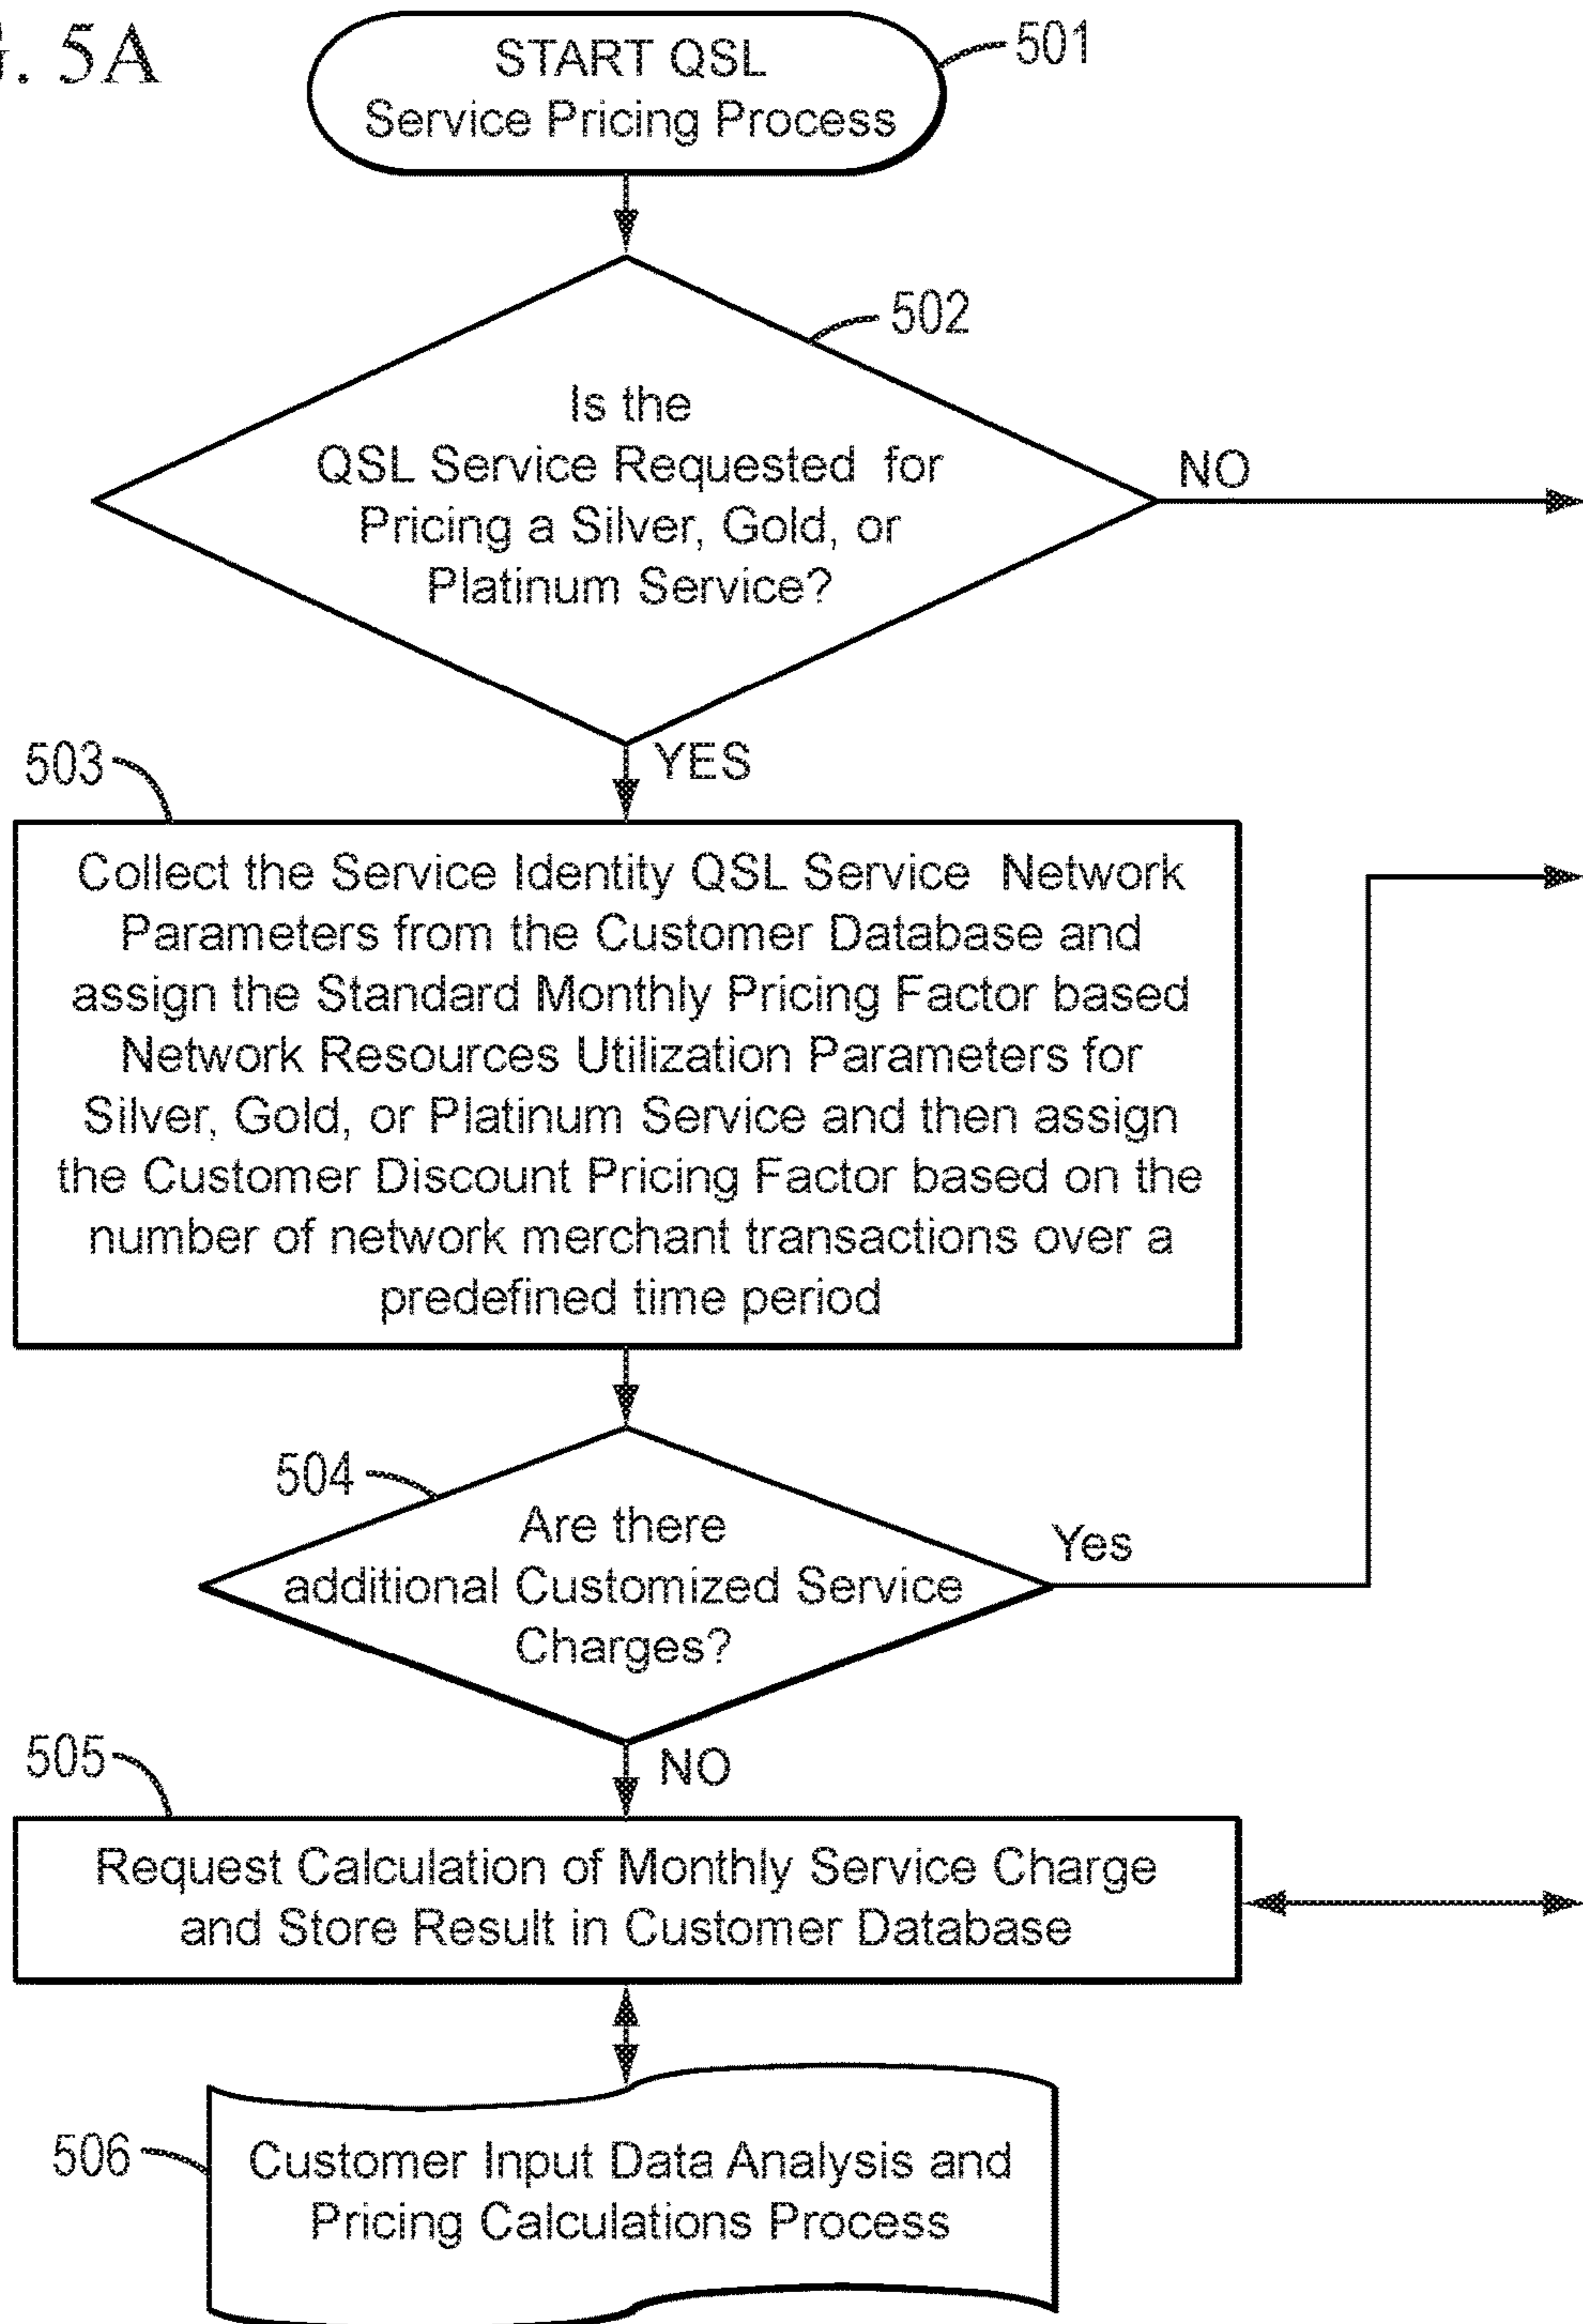 . 5A
START QSL
Service Pricing Process
501
502
Is the
QSL Service Requested for
Pricing a Silver, Gold, or
Platinum Service?
NO
YES
503
Collect the Service Identity QSL Service Network
Parameters from the Customer Database and
assign the Standard Monthly Pricing Factor based
Network Resources Utilization Parameters for
Silver, Gold, or Platinum Service and then assign
the Customer Discount Pricing Factor based on the
number of network merchant transactions over a
predefined time period
504
Are there
additional Customized Service
Charges?
Yes
NO
505
Request Calculation of Monthly Service Charge
and Store Result in Customer Database
506
Customer Input Data Analysis and
Pricing Calculations Process